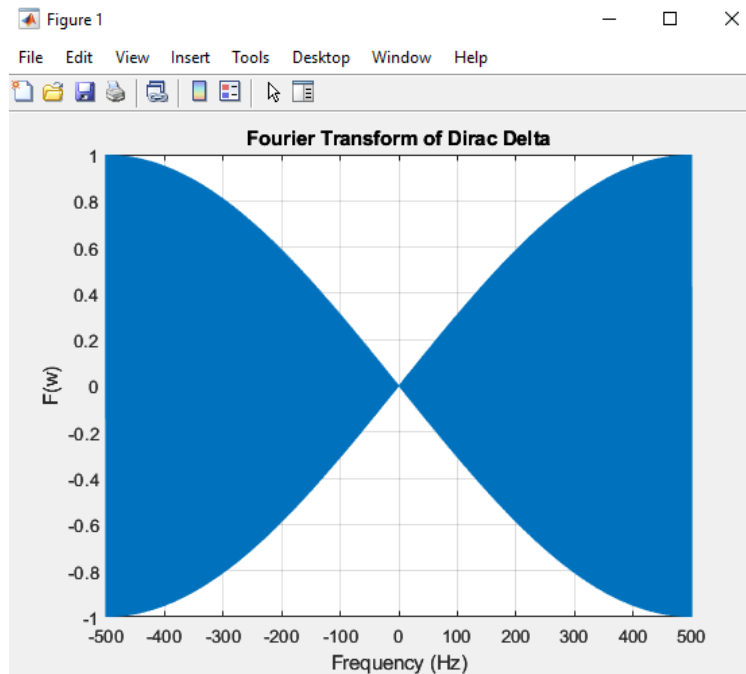 Figure 1
File Edit View Insert Tools Desktop Window Help
Fourier Transform of Dirac Delta
1
0.8
0.6
0.4
0.2
0
-0.2
-0.4
-0.6
-0.8
-1
F(w)
-500 -400 -300 -200 -100 0 100 200 300 400 500
Frequency (Hz)